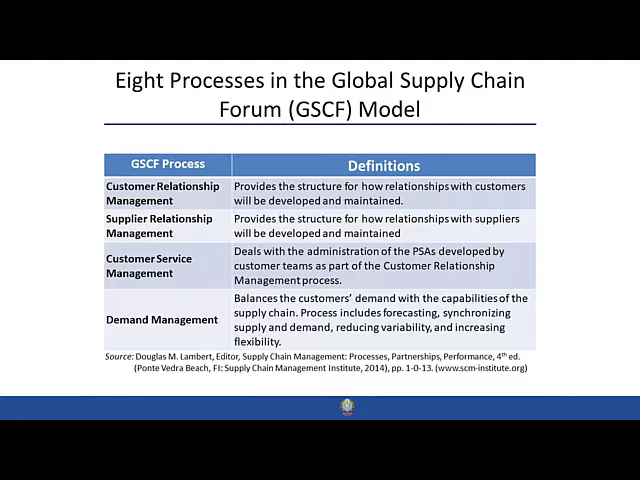 Eight Processes in the Global Supply Chain
Forum (GSCF) Model
GSCF Process
Definitions
Customer Relationship
Management
Provides the structure for how relationships with customers
will be developed and maintained.
Supplier Relationship
Management
Provides the structure for how relationships with suppliers
will be developed and maintained
Customer Service
Management
Deals with the administration of the PSAs developed by
customer teams as part of the Customer Relationship
Management process.
Demand Management
Balances the customers’ demand with the capabilities of the
supply chain. Process includes forecasting, synchronizing
supply and demand, reducing variability, and increasing
flexibility.
Source: Douglas M. Lambert, Editor, Supply Chain Management: Processes, Partnerships, Performance, 4th ed.
(Ponte Vedra Beach, Fl: Supply Chain Management Institute, 2014), pp. 1-0-13. (www.scm-institute.org)